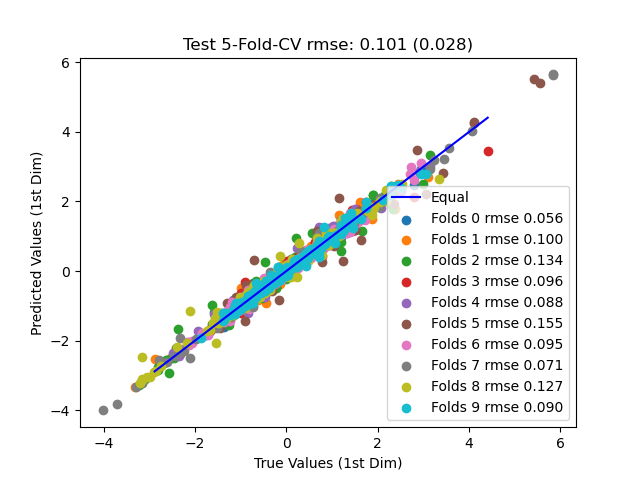 Test 5-Fold-CV rmse: 0.101 (0.028)
6
4
2
0
−2
−4
Predicted Values (1st Dim)
Equal
Folds 0 rmse 0.056
Folds 1 rmse 0.100
Folds 2 rmse 0.134
Folds 3 rmse 0.096
Folds 4 rmse 0.088
Folds 5 rmse 0.155
Folds 6 rmse 0.095
Folds 7 rmse 0.071
Folds 8 rmse 0.127
Folds 9 rmse 0.090
−4 −2 0 2 4 6
True Values (1st Dim)